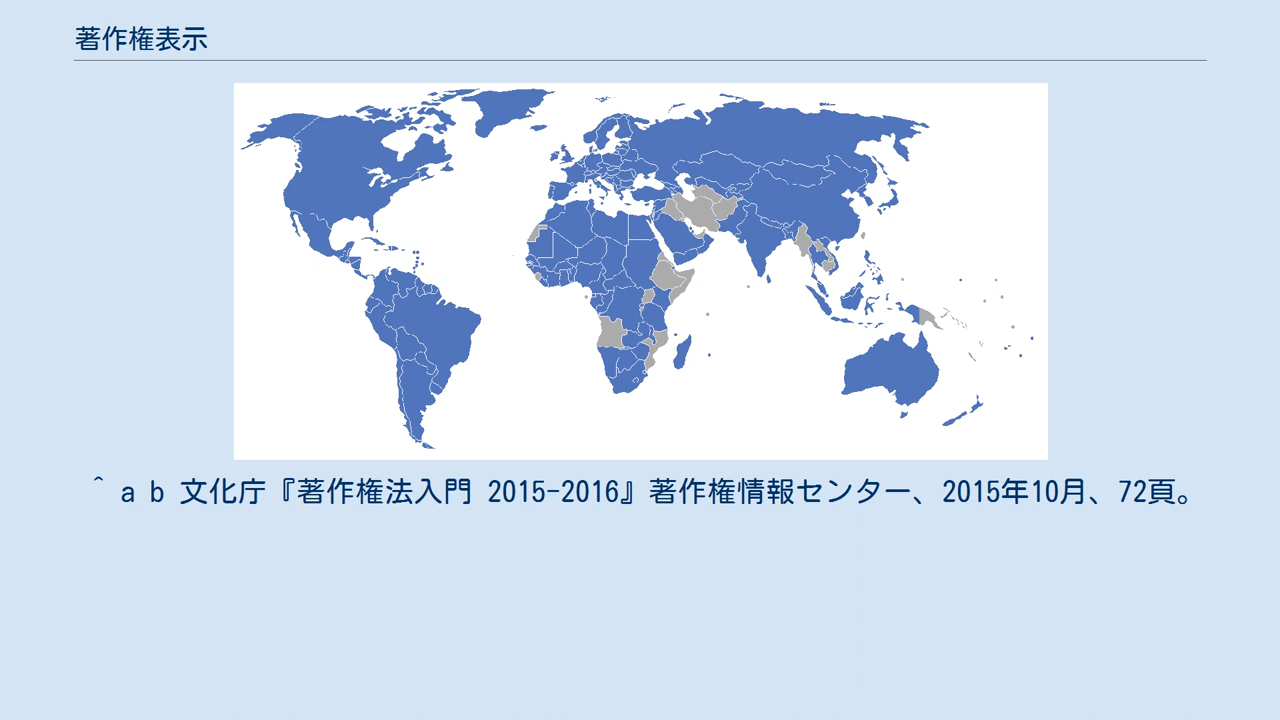 著作権表示
^ a b 文化庁『著作権法入門 2015-2016』著作権情報センター、2015年10月、72頁。